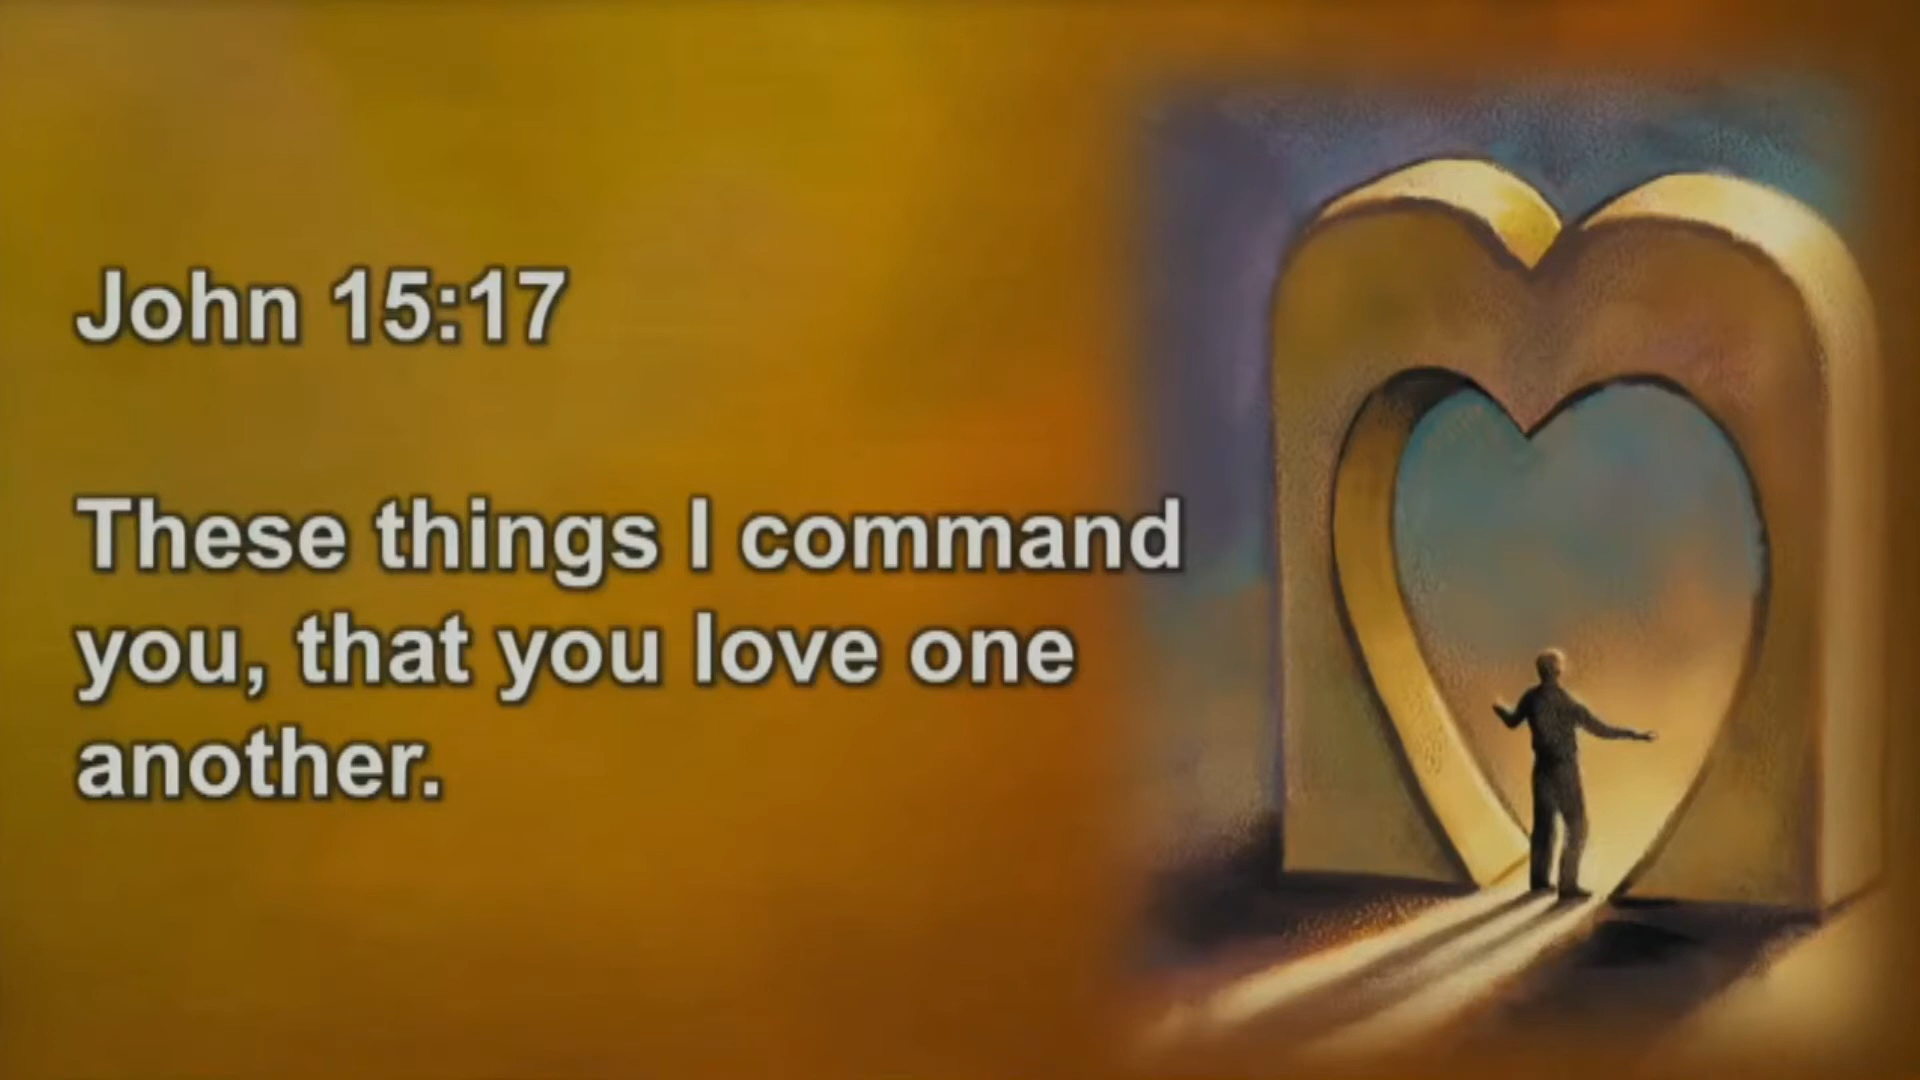 John 15:17
These things I command
you, that you love one
another.